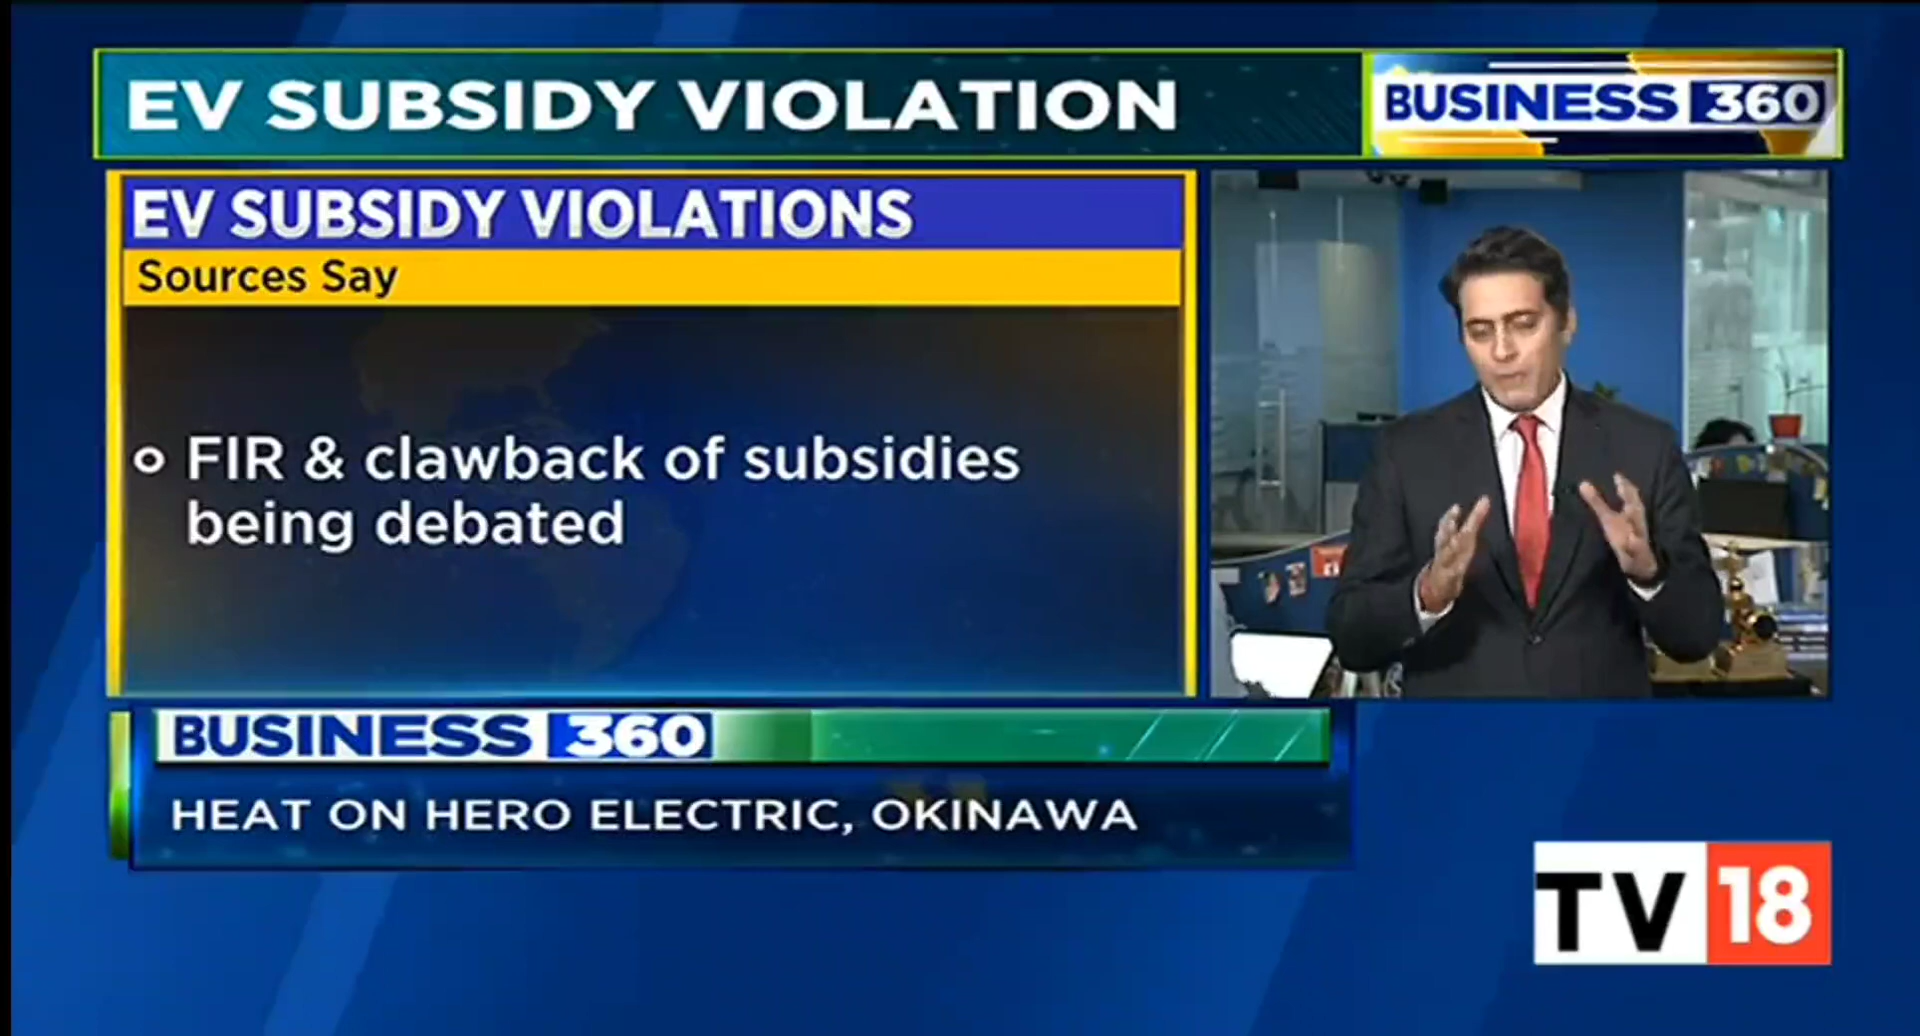 EV SUBSIDY VIOLATION
BUSINESS 360
EV SUBSIDY VIOLATIONS
Sources Say
FIR & clawback of subsidies
being debated
BUSINESS 360
HEAT ON HERO ELECTRIC, OKINAWA
TV18